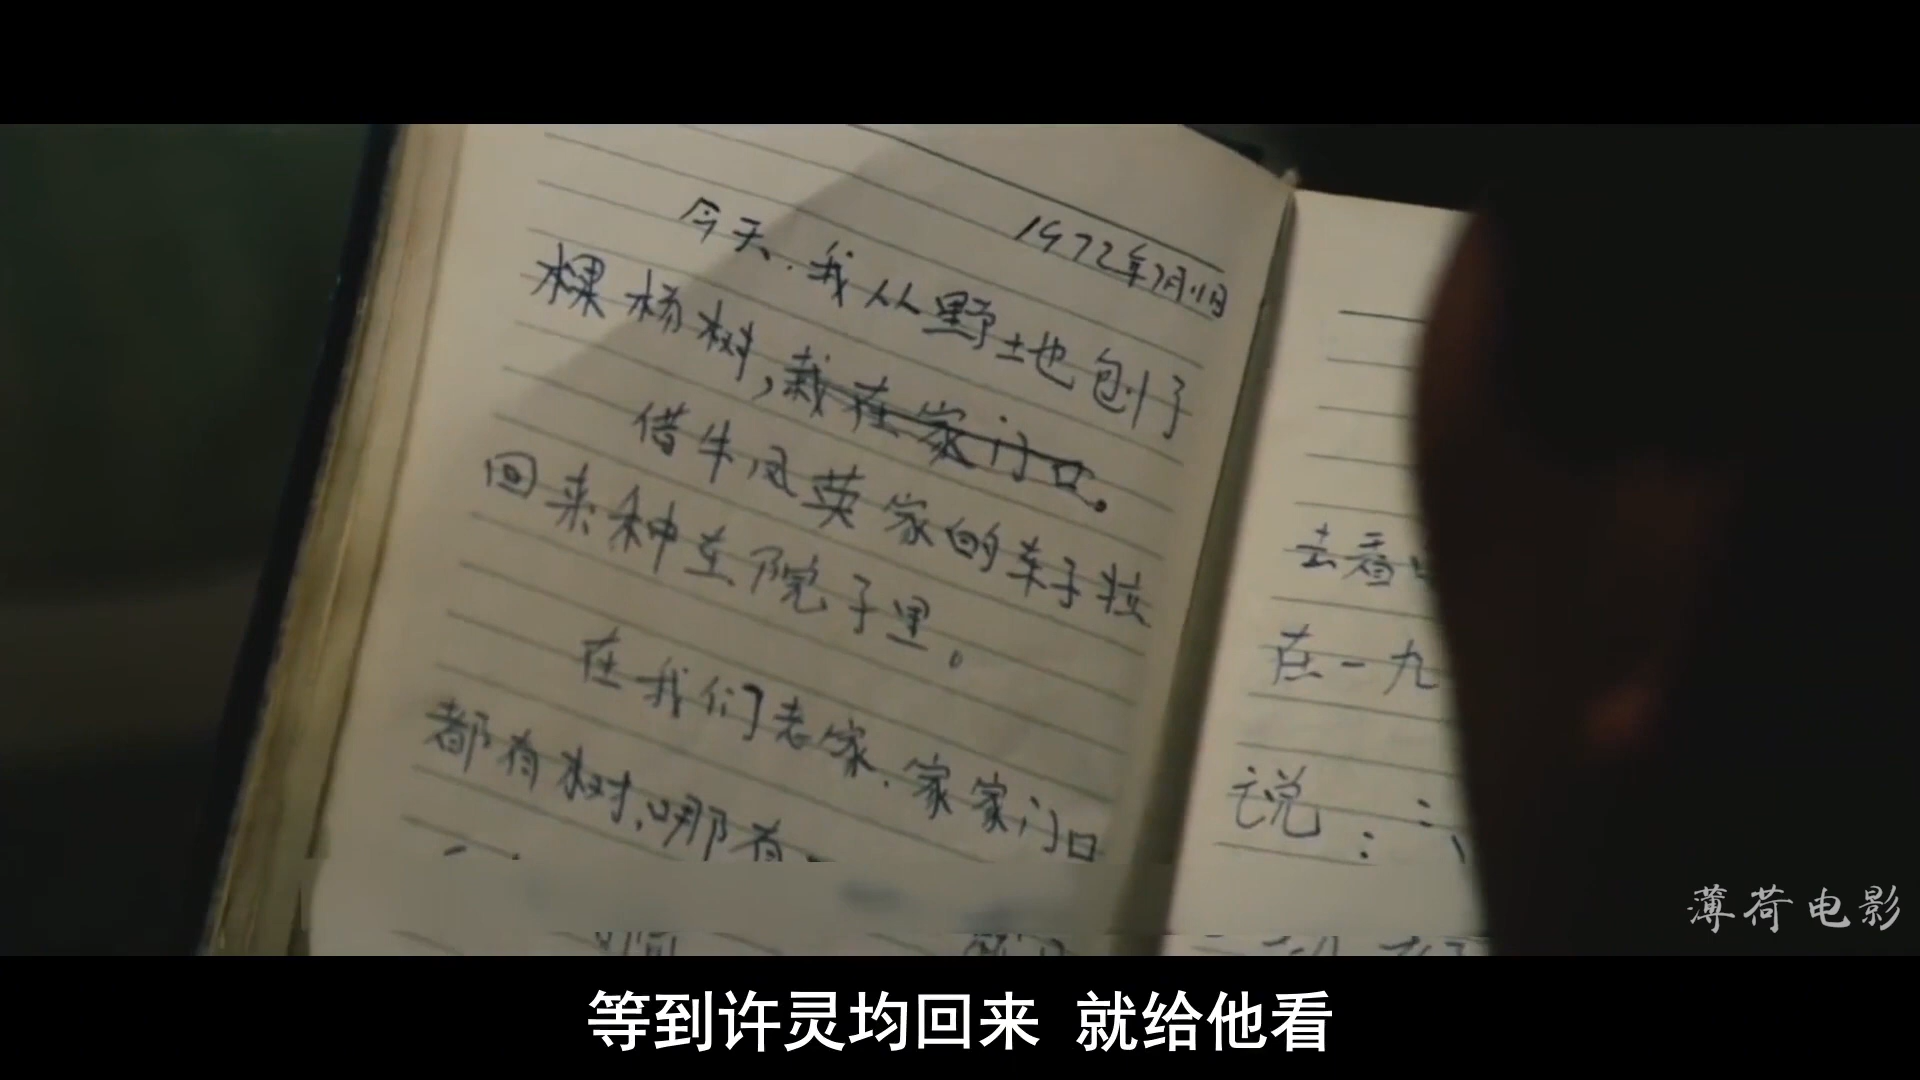 1972年7月11日
今天.我从野土地刨了
棵杨树,栽在家门口。
借牛凤英家的车子拉
回来种在了院子里。
在我们老家.家家门口
都有树,哪有
去看
在一九
说:
薄荷电影
等到许灵均回来 就给他看